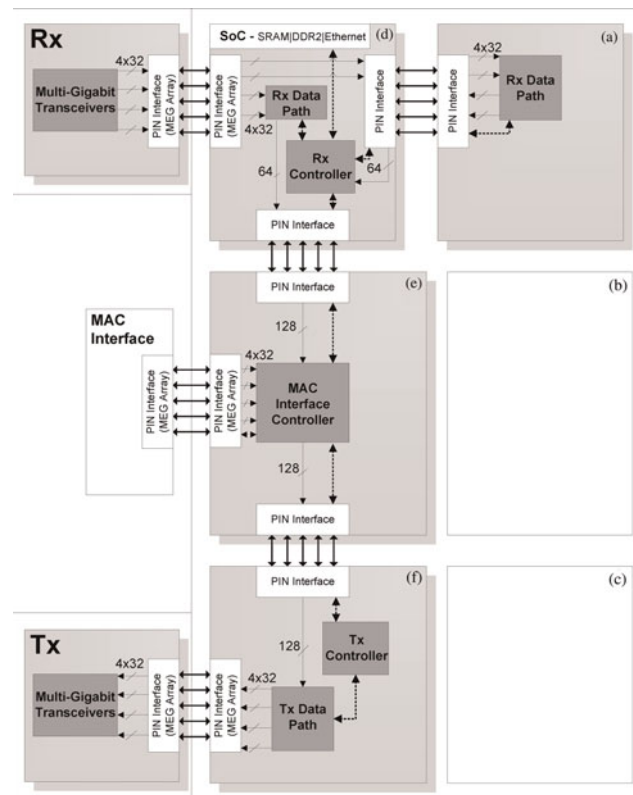 Rx
4x32
Multi-Gigabit
Transceivers
PIN Interface
(MEG Array)
SoC - SRAM|DDR2|Ethernet
(d)
PIN Interface
(MEG Array)
4x32
Rx Data
Path
64
Rx
Controller
64
PIN Interface
PIN Interface
(a)
PIN Interface
4x32
Rx Data
Path
MAC
Interface
PIN Interface
(MEG Array)
(e)
PIN Interface
128
PIN Interface
(MEG Array)
4x32
MAC
Interface
Controller
128
PIN Interface
(b)
Tx
4x32
Multi-Gigabit
Transceivers
PIN Interface
(MEG Array)
(f)
PIN Interface
128
Tx
Controller
PIN Interface
(MEG Array)
4x32
Tx Data
Path
(c)